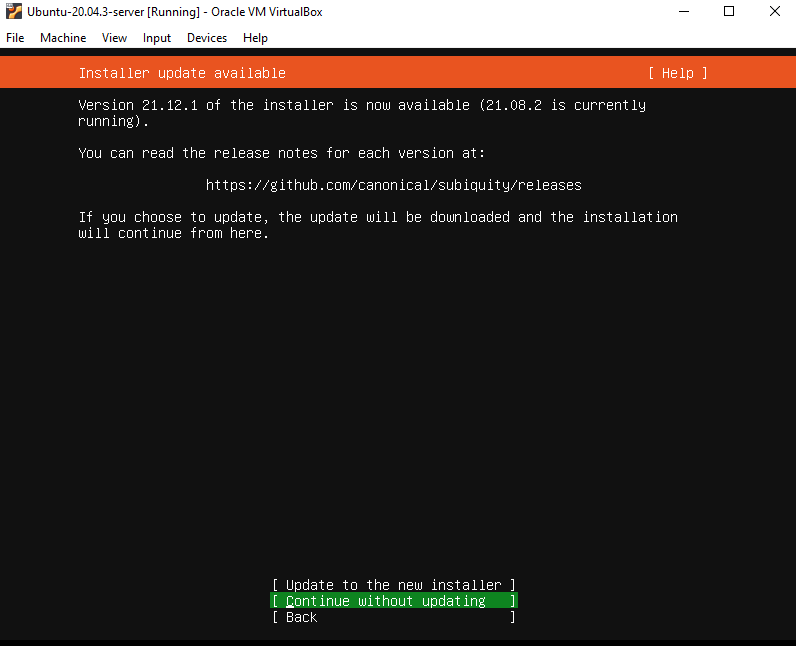 Ubuntu-20.04.3-server [Running] - Oracle VM VirtualBox
File Machine View Input Devices Help
Installer update available [ Help ]
Version 21.12.1 of the installer is now available (21.08.2 is currently
running).
You can read the release notes for each version at:
https://github.com/canonical/subiquity/releases
If you choose to update, the update will be downloaded and the installation
will continue from here.
[ Update to the new installer ]
[ Continue without updating ]
[ Back ]